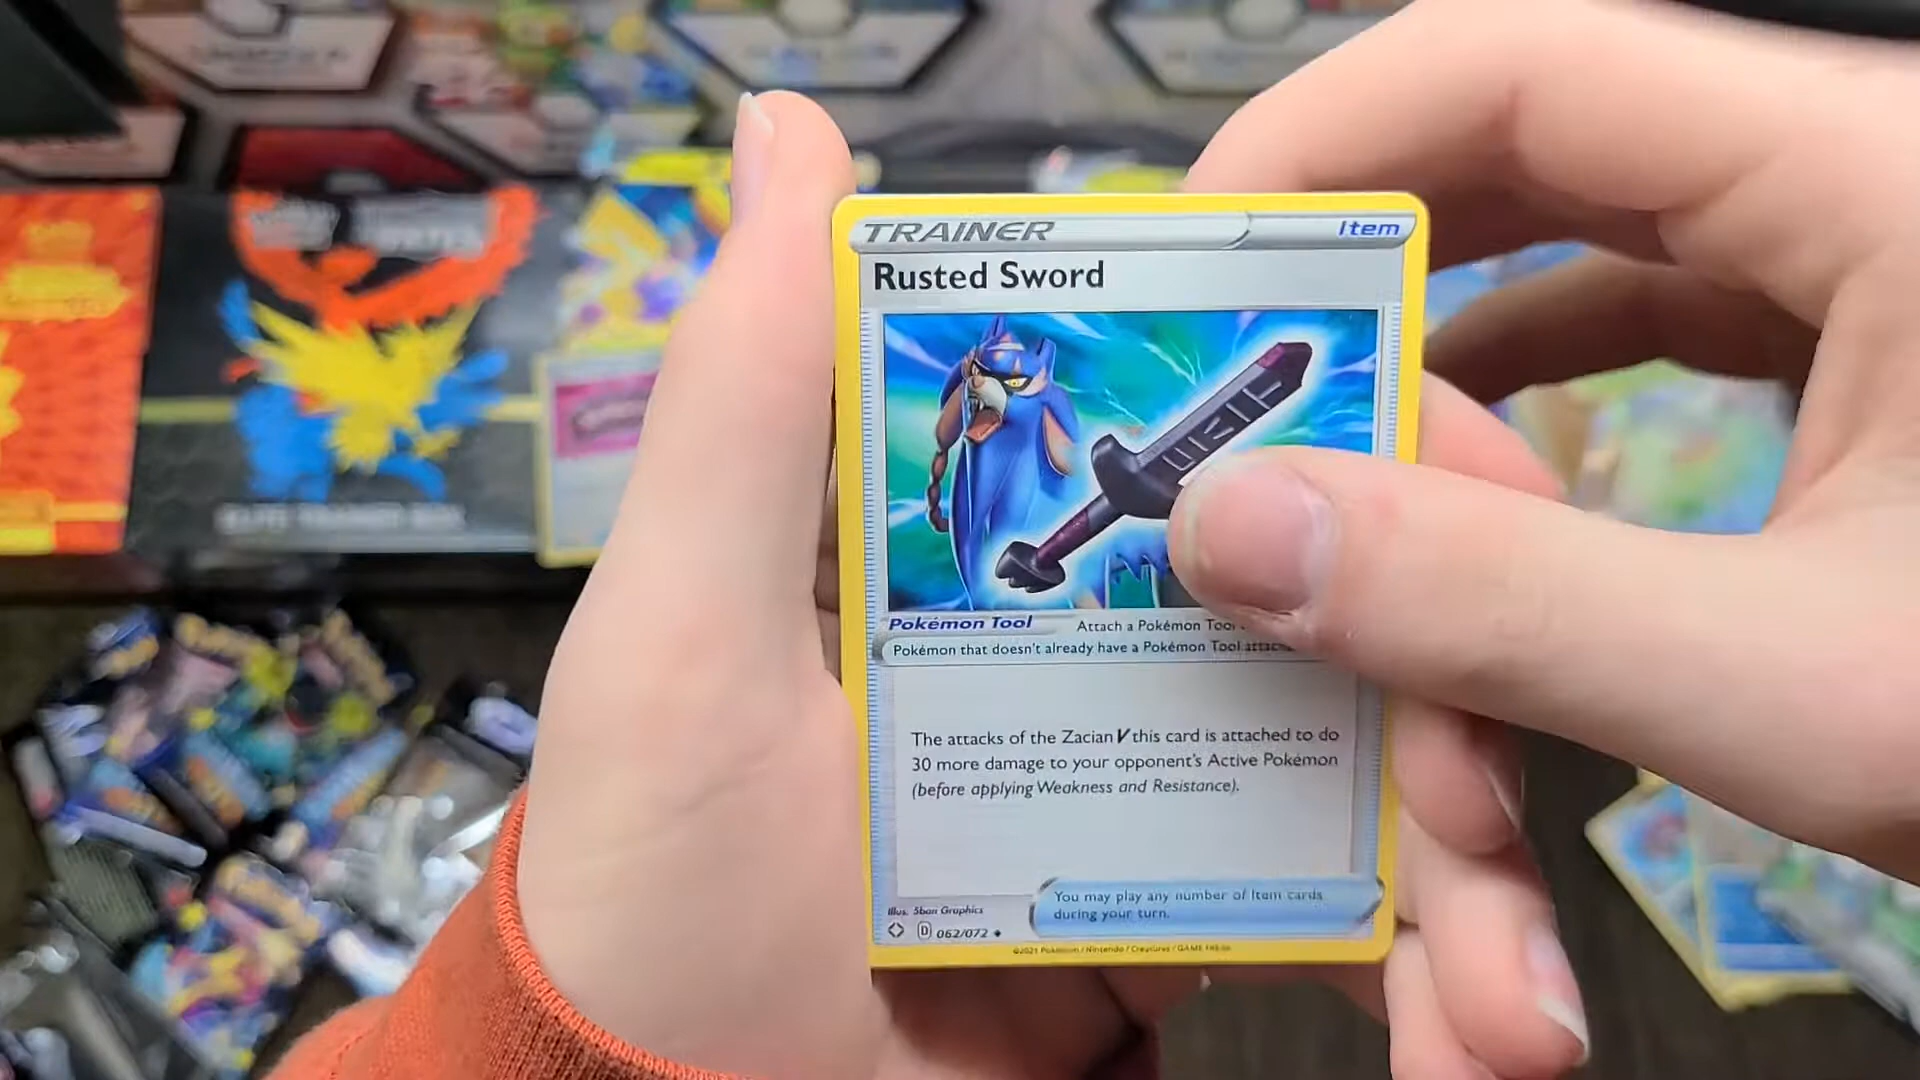 TRAINER
Item
Rusted Sword
Pokémon Tool
Attach a Pokémon Tool
Pokémon that doesn't already have a Pokémon Tool
The attacks of the Zacian V this card is attached to do
30 more damage to your opponent's Active Pokémon
(before applying Weakness and Resistance).
You may play any number of Item cards
during your turn.
Illus. 5ban Graphics
D 062/072
©2021 Pokémon / Nintendo / Creatures / GAME FREAK
ELITE TRAINER BOX